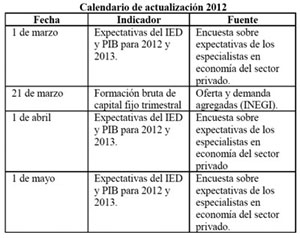 Calendario de actualización 2012
Fecha Indicador Fuente
1 de marzo Expectativas del IED Encuesta sobre
y PIB para 2012 y expectativas de los
2013. especialistas en
economía del sector
privado.
21 de marzo Formación bruta de Oferta y demanda
capital fijo trimestral agregadas (INEGI).
1 de abril Expectativas del IED Encuesta sobre
y PIB para 2012 y expectativas de los
2013. especialistas en
economía del sector
privado
1 de mayo Expectativas del IED Encuesta sobre
y PIB para 2012 y expectativas de los
2013. especialistas en
economía del sector
privado.